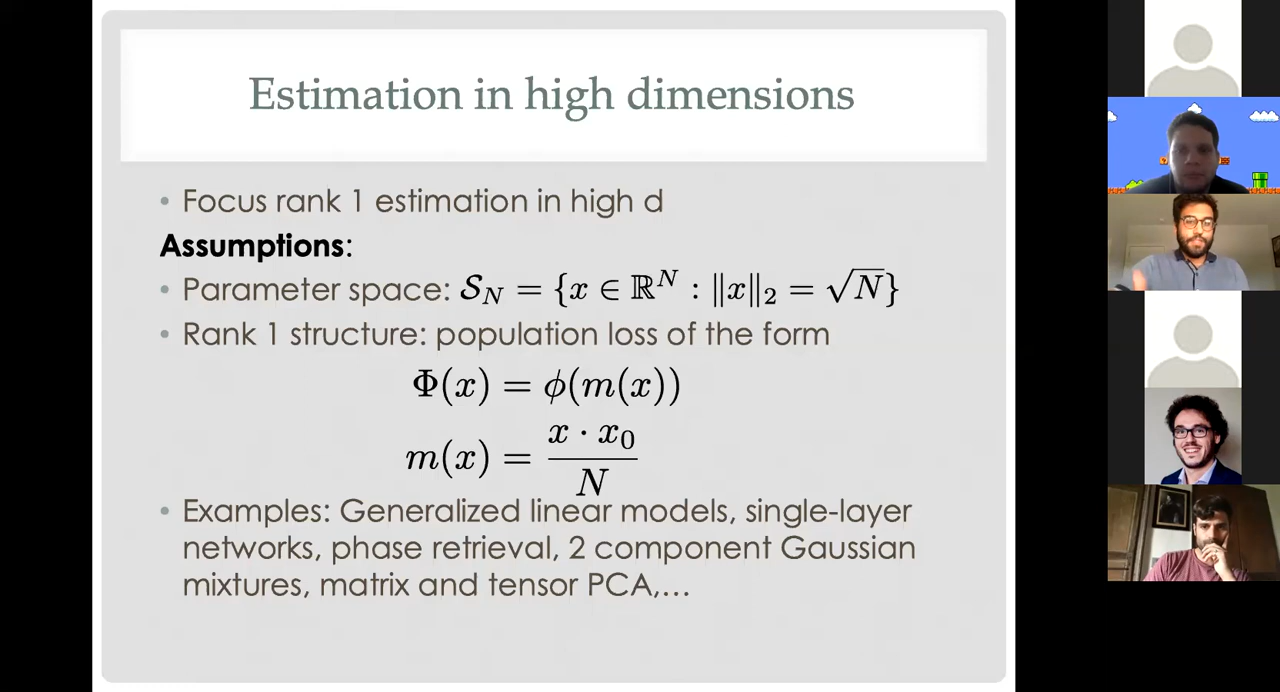 Estimation in high dimensions
• Focus rank 1 estimation in high d
Assumptions:
• Parameter space: $\mathcal{S}_N = \{x \in \mathbb{R}^N : \|x\|_2 = \sqrt{N}\}$
• Rank 1 structure: population loss of the form
$\Phi(x) = \phi(m(x))$
$m(x) = \frac{x \cdot x_0}{N}$
• Examples: Generalized linear models, single-layer
networks, phase retrieval, 2 component Gaussian
mixtures, matrix and tensor PCA,...